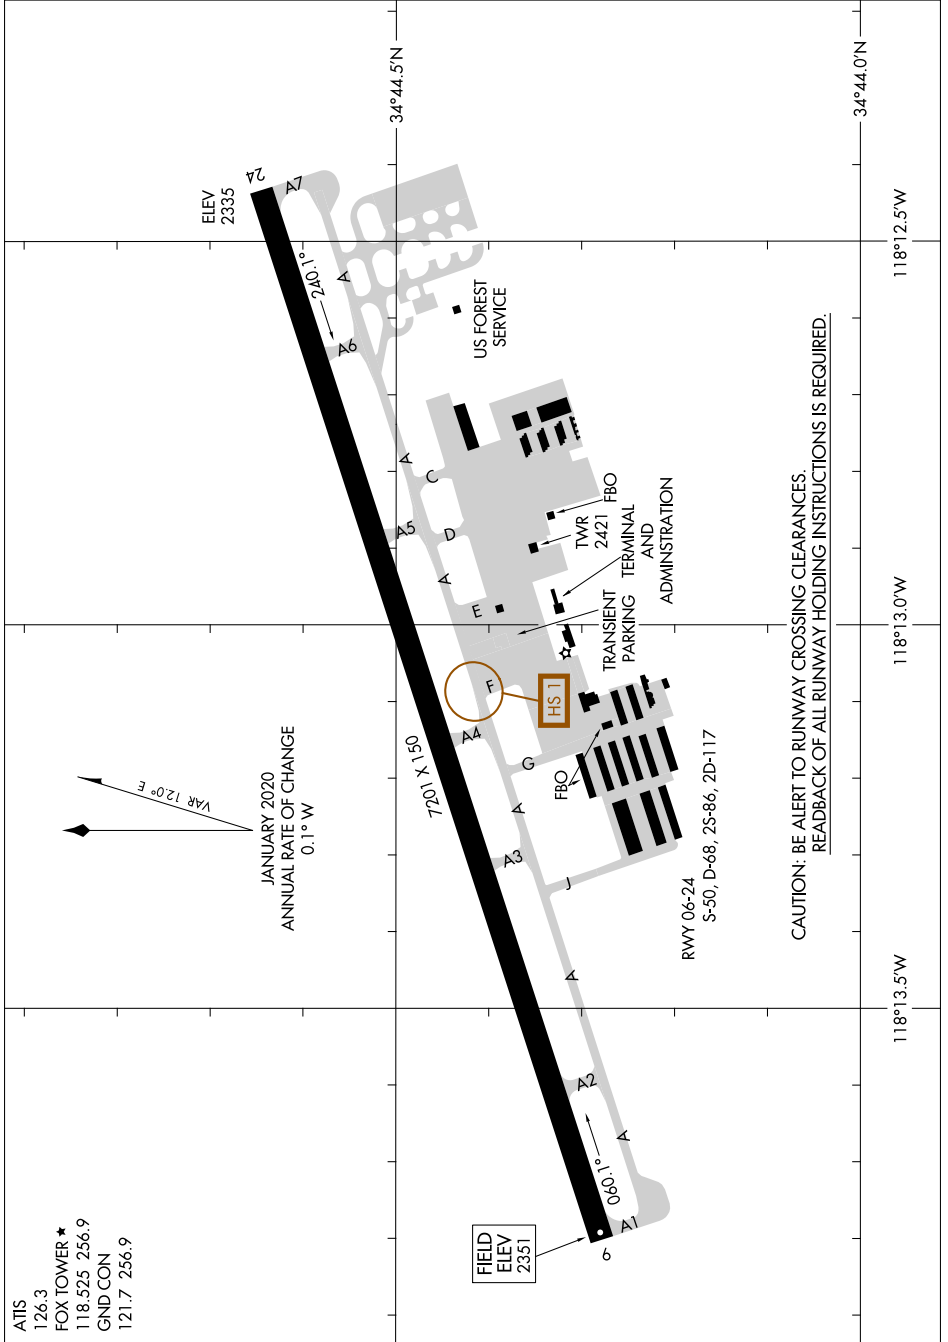 ATIS
126.3
FOX TOWER ★
118.525 256.9
GND CON
121.7 256.9
JANUARY 2020
ANNUAL RATE OF CHANGE
0.1° W
VAR 12.0° E
ELEV
2335
24
A7
240.1°
A
A6
US FOREST
SERVICE
A
C
A5
D
A
E
7201 X 150
A4
F
HS 1
G
A
A3
J
A
A2
A
060.1°
A1
6
FIELD
ELEV
2351
FBO
TWR
2421
TERMINAL
AND
ADMINSTRATION
TRANSIENT
PARKING
FBO
RWY 06-24
S-50, D-68, 2S-86, 2D-117
CAUTION: BE ALERT TO RUNWAY CROSSING CLEARANCES.
READBACK OF ALL RUNWAY HOLDING INSTRUCTIONS IS REQUIRED.
34°44.5'N
34°44.0'N
118°13.5'W
118°13.0'W
118°12.5'W